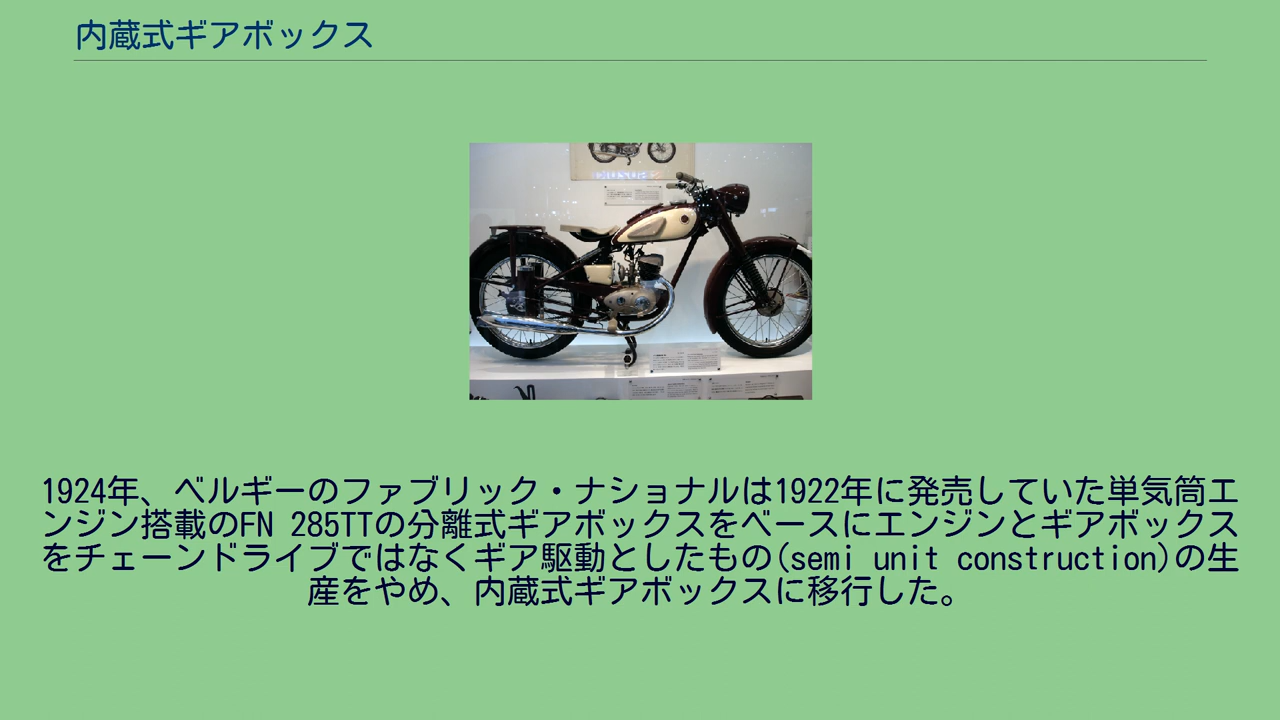 内蔵式ギアボックス
1924年、ベルギーのファブリック・ナショナルは1922年に発売していた単気筒エ
ンジン搭載のFN 285TTの分離式ギアボックスをベースにエンジンとギアボックス
をチェーンドライブではなくギア駆動としたもの(semi unit construction)の生
産をやめ、内蔵式ギアボックスに移行した。